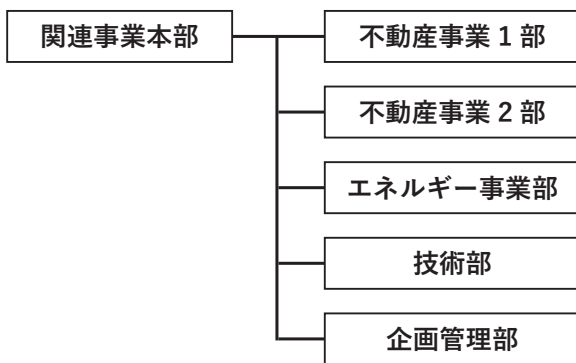 関連事業本部
不動産事業 1 部
不動産事業 2 部
エネルギー事業部
技術部
企画管理部